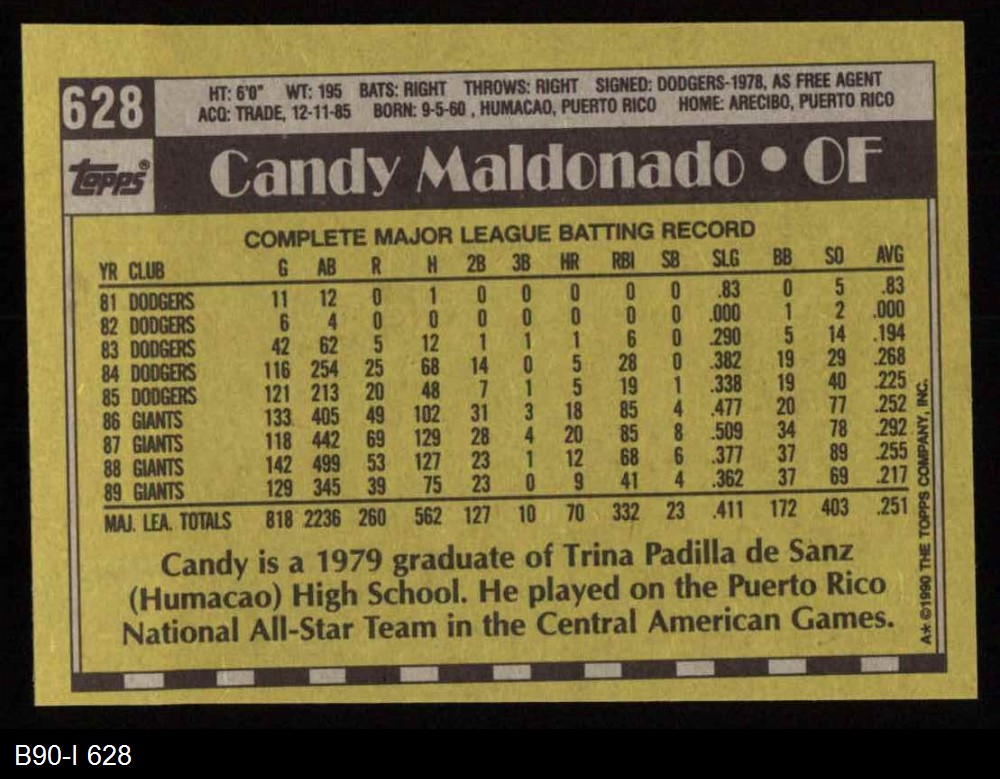 628
HT: 6'0" WT: 195 BATS: RIGHT THROWS: RIGHT SIGNED: DODGERS-1978, AS FREE AGENT
ACQ: TRADE, 12-11-85 BORN: 9-5-60 , HUMACAO, PUERTO RICO HOME: ARECIBO, PUERTO RICO
topps®
Candy Maldonado • OF
COMPLETE MAJOR LEAGUE BATTING RECORD
YR CLUB G AB R H 2B 3B HR RBI SB SLG BB SO AVG
81 DODGERS 11 12 0 1 0 0 0 0 0 .83 0 5 .83
82 DODGERS 6 4 0 0 0 0 0 0 0 .000 1 2 .000
83 DODGERS 42 62 5 12 1 1 1 6 0 .290 5 14 .194
84 DODGERS 116 254 25 68 14 0 5 28 0 .382 19 29 .268
85 DODGERS 121 213 20 48 7 1 5 19 1 .338 19 40 .225
86 GIANTS 133 405 49 102 31 3 18 85 4 .477 20 77 .252
87 GIANTS 118 442 69 129 28 4 20 85 8 .509 34 78 .292
88 GIANTS 142 499 53 127 23 1 12 68 6 .377 37 89 .255
89 GIANTS 129 345 39 75 23 0 9 41 4 .362 37 69 .217
MAJ. LEA. TOTALS 818 2236 260 562 127 10 70 332 23 .411 172 403 .251
Candy is a 1979 graduate of Trina Padilla de Sanz
(Humacao) High School. He played on the Puerto Rico
National All-Star Team in the Central American Games.
A* ©1990 THE TOPPS COMPANY, INC.
B90-I 628